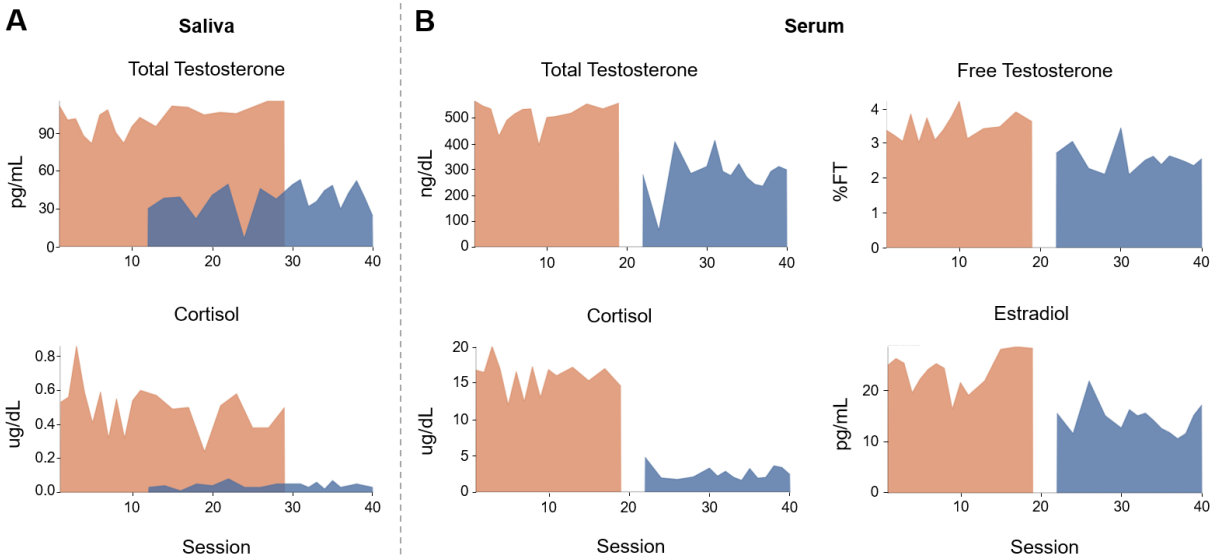 A
Saliva
B
Serum
Total Testosterone
Total Testosterone
Free Testosterone
pg/mL
90
60
30
0
10
20
30
40
ng/dL
500
400
300
200
100
0
10
20
30
40
%FT
4
3
2
1
0
10
20
30
40
Cortisol
Cortisol
Estradiol
ug/dL
0.8
0.6
0.4
0.2
0.0
10
20
30
40
ug/dL
20
15
10
5
0
10
20
30
40
pg/mL
20
10
0
10
20
30
40
Session
Session
Session